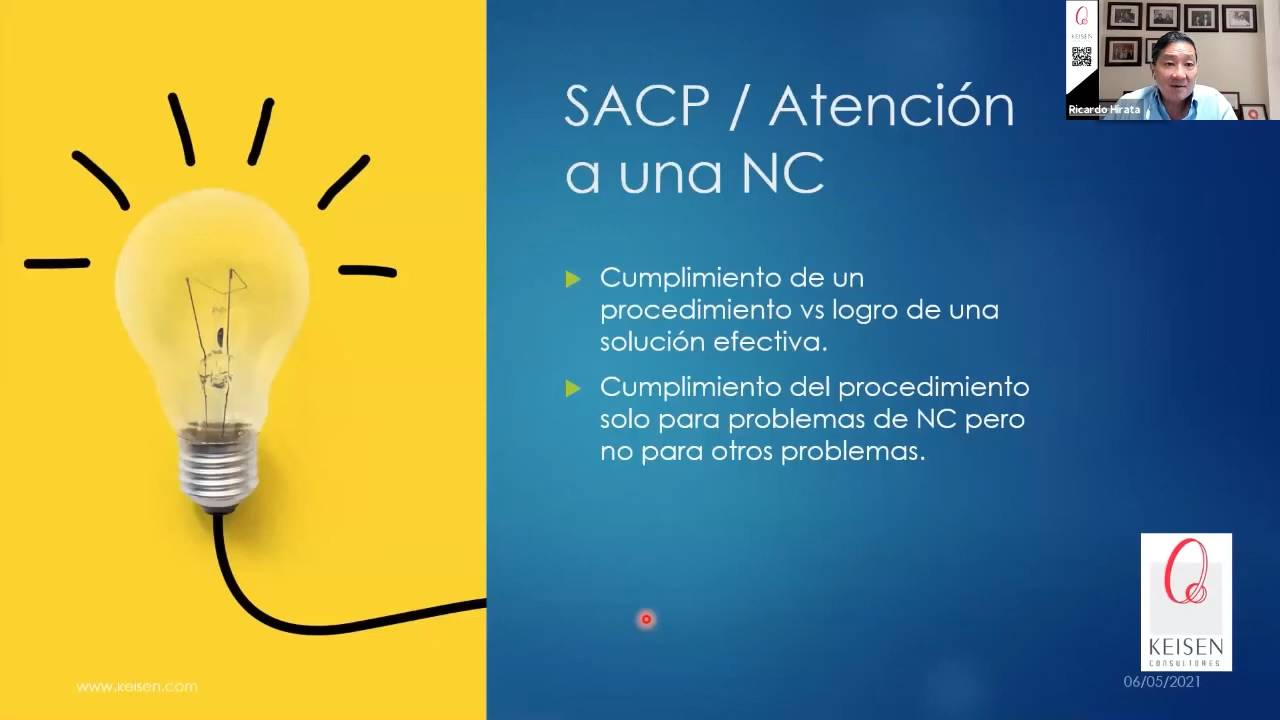 SACP / Atención
a una NC
Cumplimiento de un
procedimiento vs logro de una
solución efectiva.
Cumplimiento del procedimiento
solo para problemas de NC pero
no para otros problemas.
KEISEN
Ricardo Hirata
KEISEN
CONSULTORES
www.keisen.com
06/05/2021